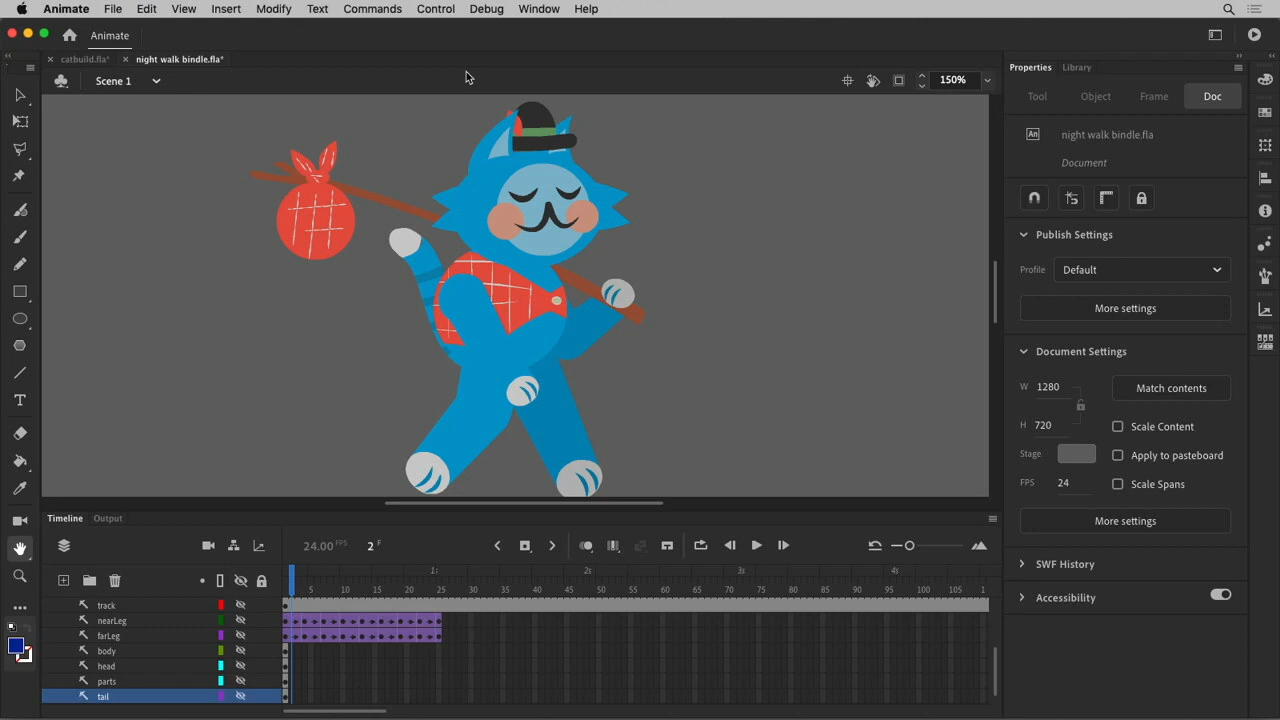 Animate File Edit View Insert Modify Text Commands Control Debug Window Help
Animate
catbuild.fla* night walk bindle.fla*
Scene 1 150%
Properties Library
Tool Object Frame Doc
An night walk bindle.fla
Document
Publish Settings
Profile Default
More settings
Document Settings
W 1280 Match contents
H 720 Scale Content
Stage Apply to pasteboard
FPS 24 Scale Spans
More settings
SWF History
Accessibility
Timeline Output
24.00 FPS 2 F
1s 2s 3s 4s
5 10 15 20 25 30 35 40 45 50 55 60 65 70 75 80 85 90 95 100 105 1
track
nearLeg
farLeg
body
head
parts
tail